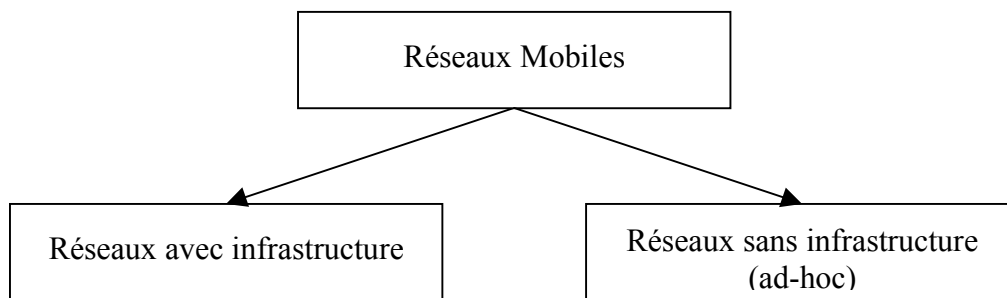 Réseaux Mobiles
Réseaux avec infrastructure
Réseaux sans infrastructure
(ad-hoc)